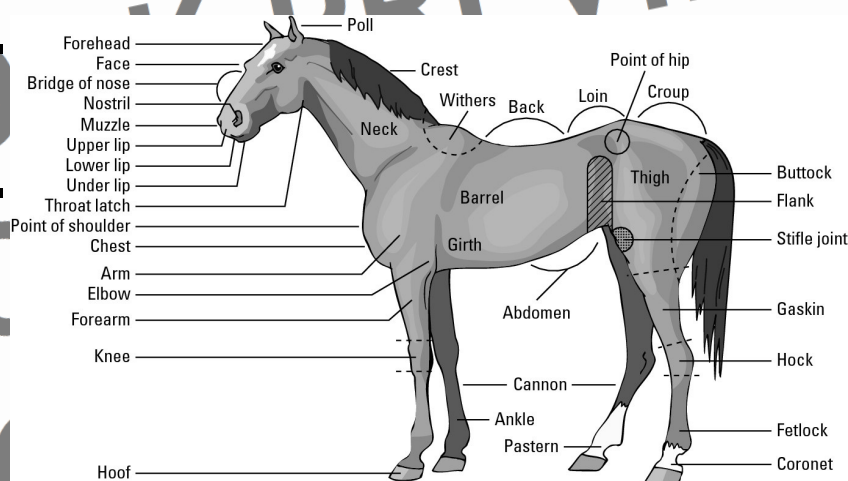 Poll
Forehead
Face
Bridge of nose
Nostril
Muzzle
Upper lip
Lower lip
Under lip
Throat latch
Point of shoulder
Chest
Arm
Elbow
Forearm
Knee
Hoof
Crest
Neck
Withers
Back
Loin
Point of hip
Croup
Barrel
Girth
Thigh
Abdomen
Cannon
Ankle
Pastern
Buttock
Flank
Stifle joint
Gaskin
Hock
Fetlock
Coronet